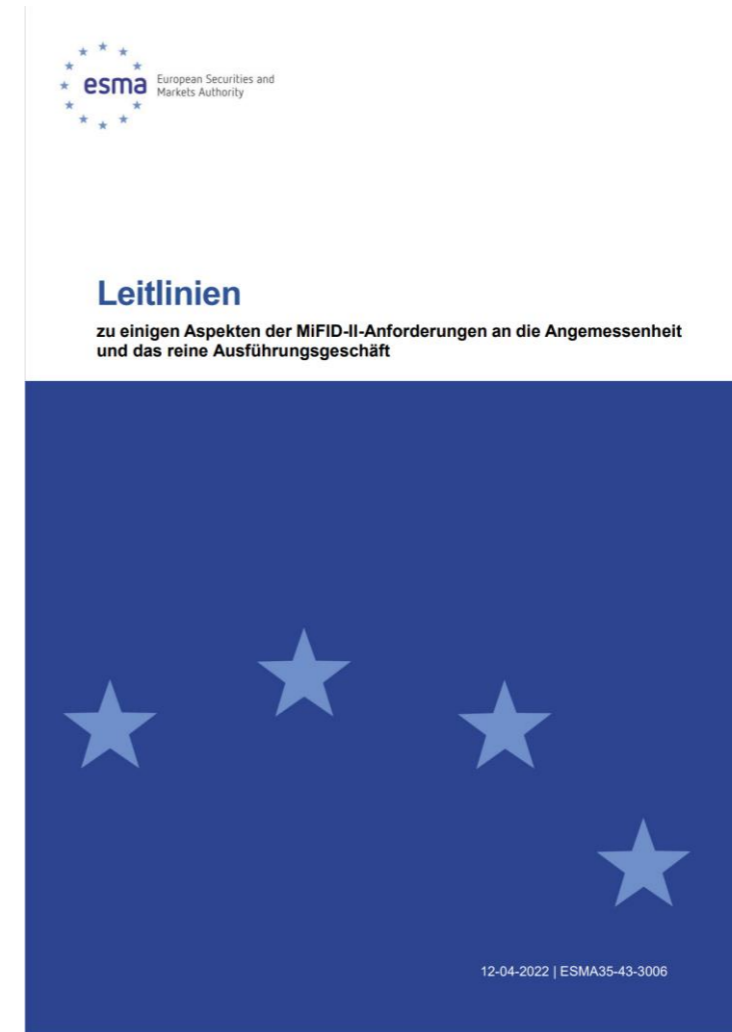 esma
European Securities and
Markets Authority
Leitlinien
zu einigen Aspekten der MiFID-II-Anforderungen an die Angemessenheit
und das reine Ausführungsgeschäft
12-04-2022 | ESMA35-43-3006